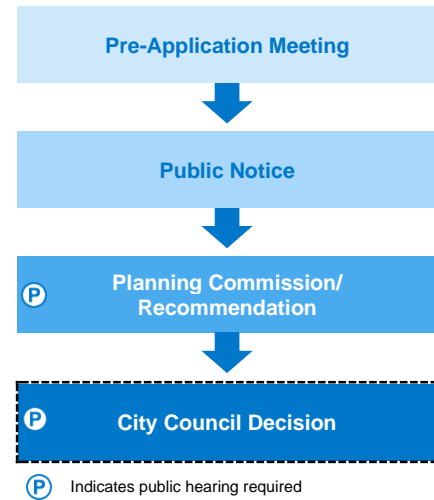 Pre-Application Meeting
Public Notice
P
Planning Commission/
Recommendation
P
City Council Decision
P Indicates public hearing required